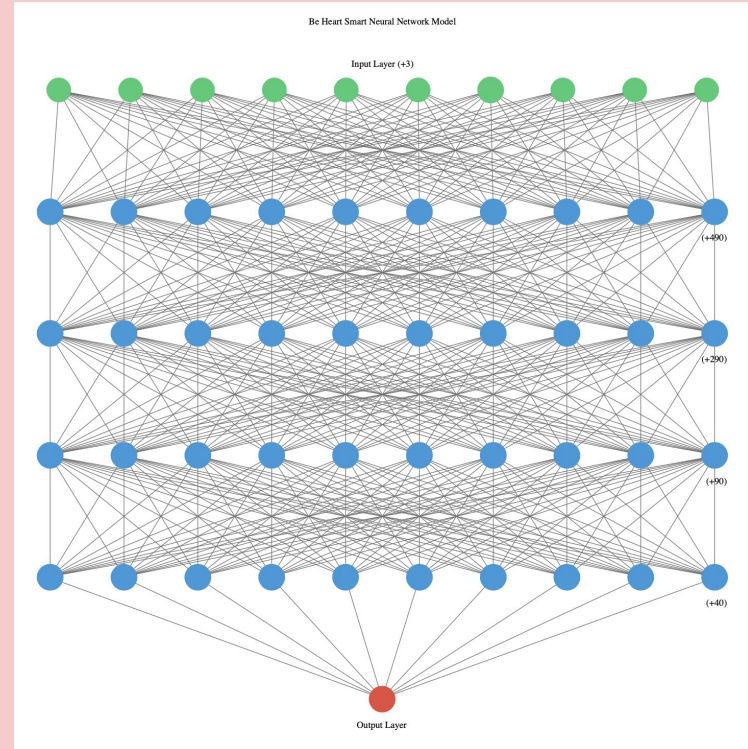 Be Heart Smart Neural Network Model
Input Layer (+3)
(+490)
(+290)
(+90)
(+40)
Output Layer